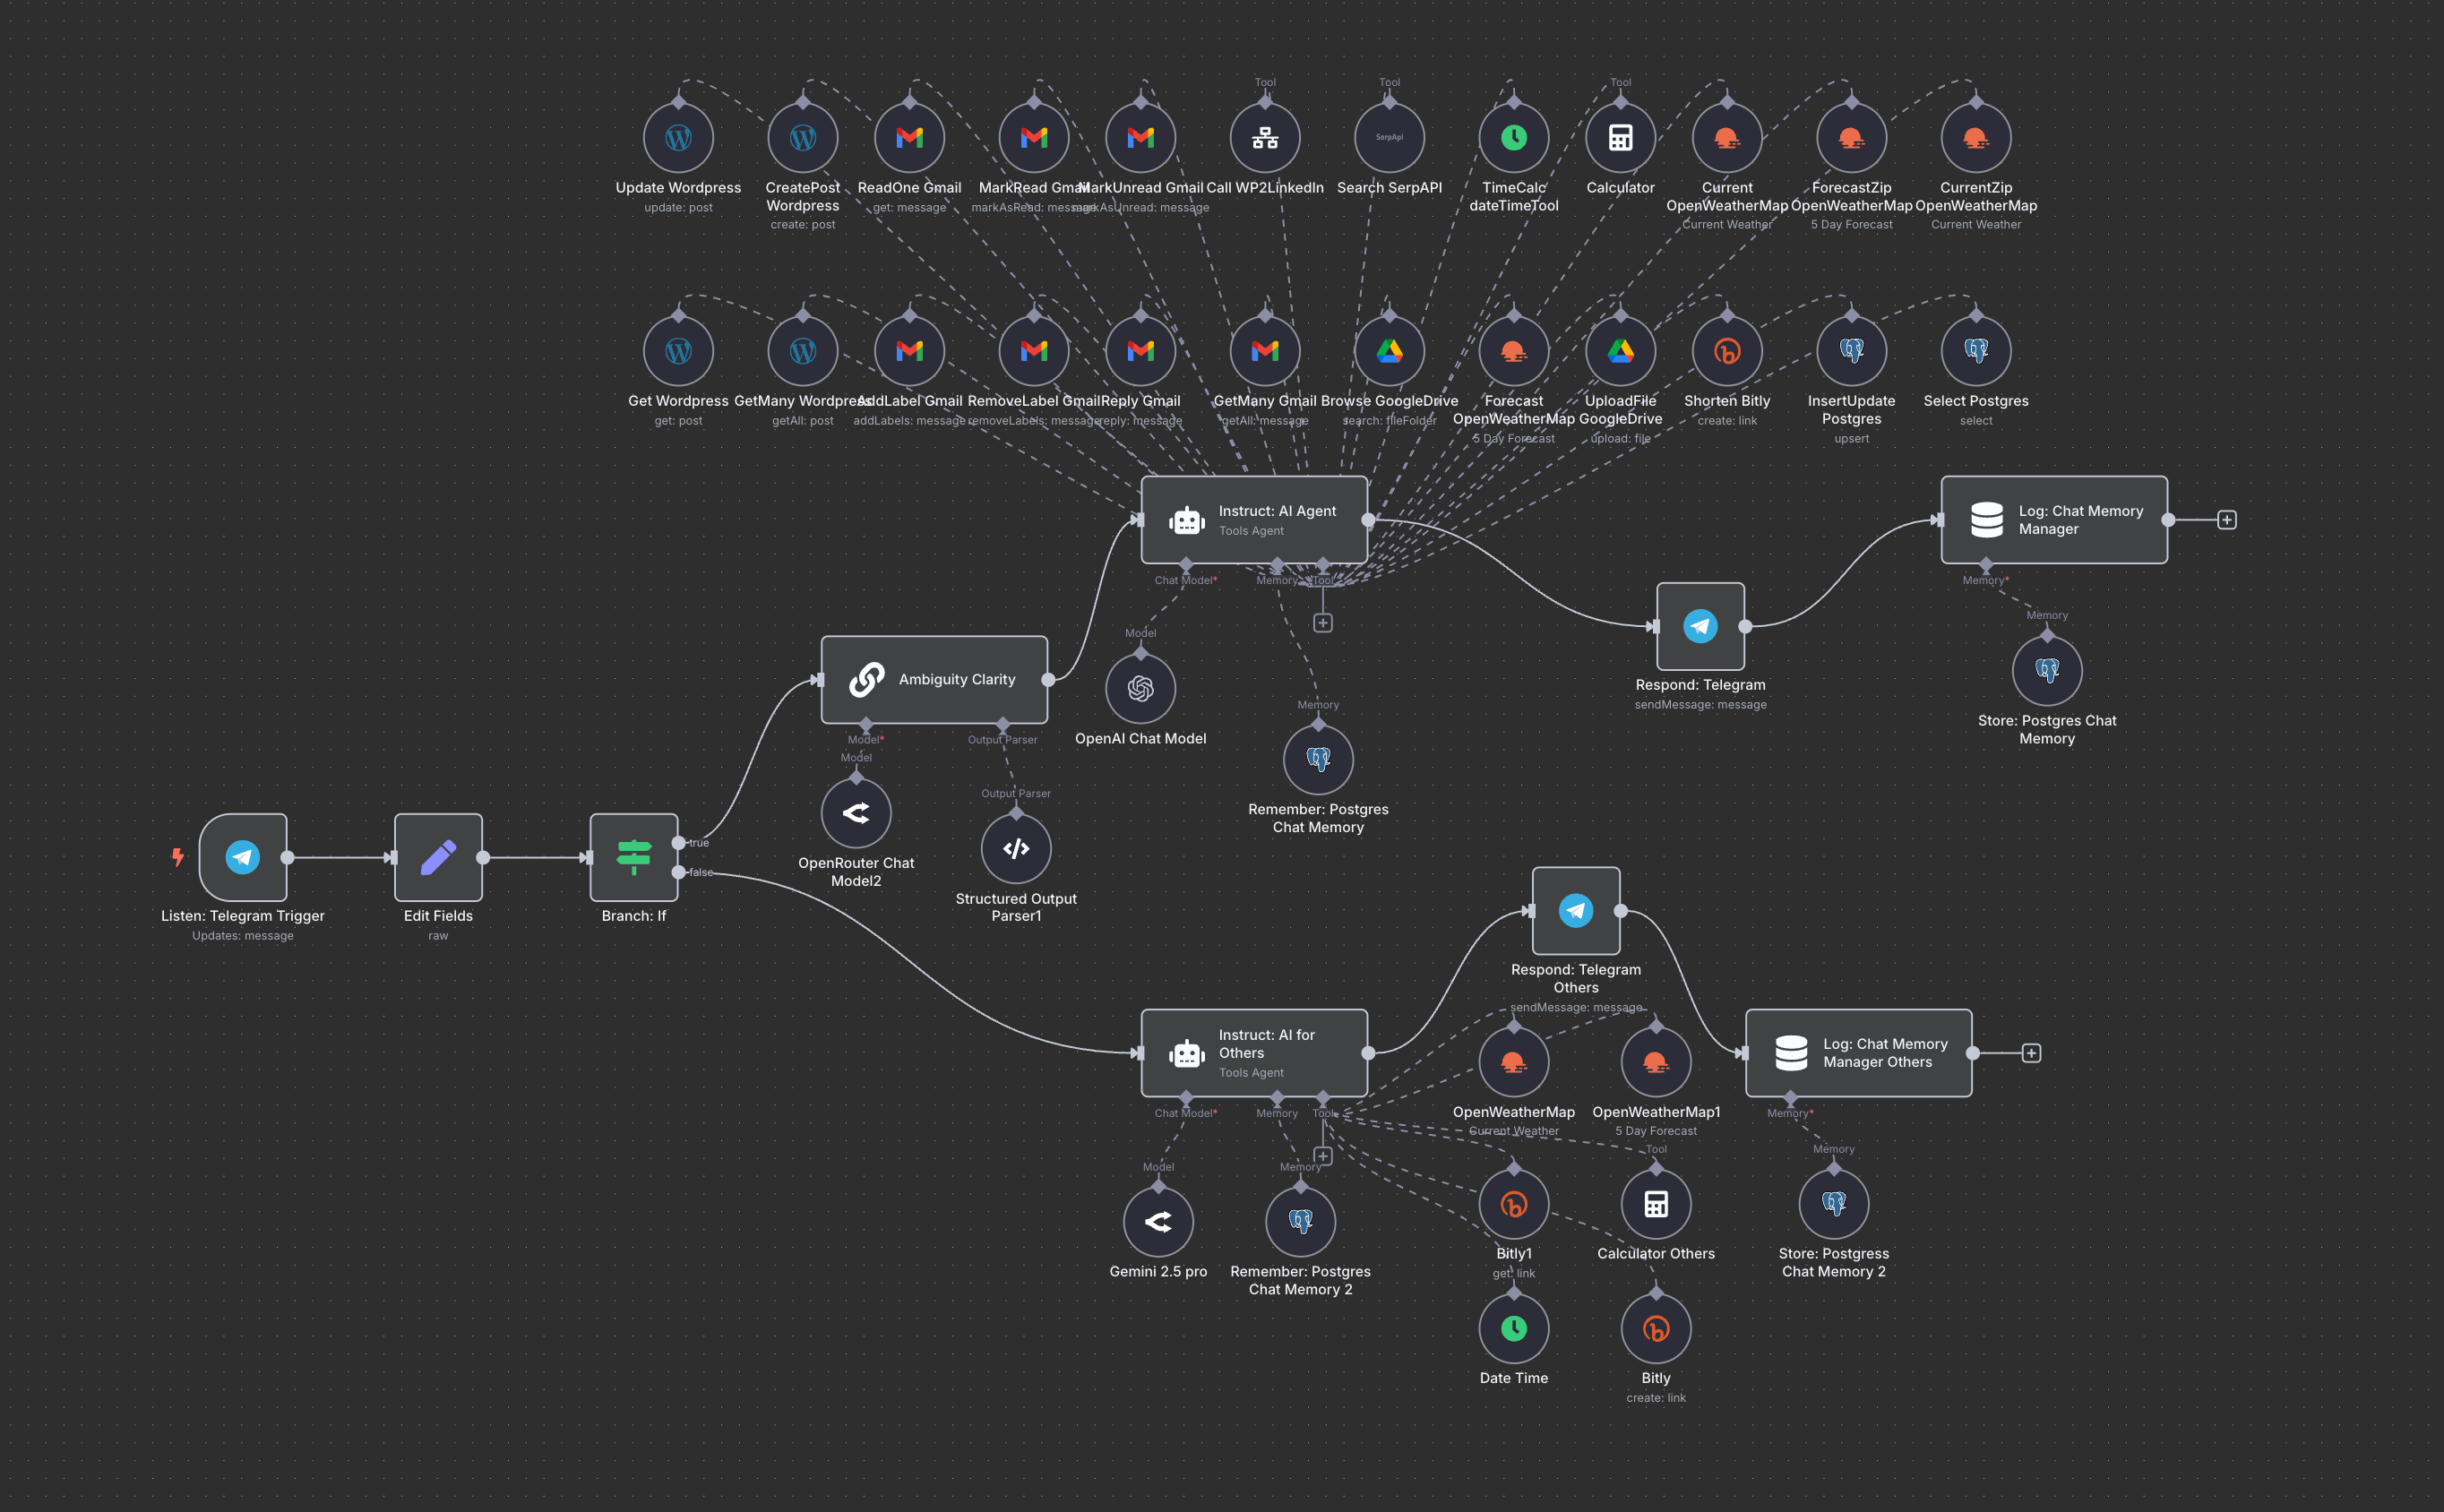 Tool
Tool
Tool
Update Wordpress
update: post
CreatePost
Wordpress
create: post
ReadOne Gmail
get: message
MarkRead Gmail
markAsRead: message
MarkUnread Gmail
markAsUnread: message
Call WP2LinkedIn
SerpApi
Search SerpAPI
TimeCalc
dateTimeTool
Calculator
Current
OpenWeatherMap
Current Weather
ForecastZip
OpenWeatherMap
5 Day Forecast
CurrentZip
OpenWeatherMap
Current Weather
Get Wordpress
get: post
GetMany Wordpress
getAll: post
AddLabel Gmail
addLabels: message
RemoveLabel Gmail
removeLabels: message
Reply Gmail
reply: message
GetMany Gmail
getAll: message
Browse GoogleDrive
search: fileFolder
Forecast
OpenWeatherMap
5 Day Forecast
UploadFile
GoogleDrive
upload: file
Shorten Bitly
create: link
InsertUpdate
Postgres
upsert
Select Postgres
select
Instruct: AI Agent
Tools Agent
Chat Model*
Memory
Tool
Log: Chat Memory
Manager
Memory*
Memory
Store: Postgres Chat
Memory
Respond: Telegram
sendMessage: message
Model
OpenAI Chat Model
Memory
Remember: Postgres
Chat Memory
Ambiguity Clarity
Model*
Output Parser
Model
OpenRouter Chat
Model2
Output Parser
Structured Output
Parser1
Listen: Telegram Trigger
Updates: message
Edit Fields
raw
Branch: If
true
false
Respond: Telegram
Others
sendMessage: message
Instruct: AI for
Others
Tools Agent
Chat Model*
Memory
Tool
OpenWeatherMap
Current Weather
OpenWeatherMap1
5 Day Forecast
Log: Chat Memory
Manager Others
Memory*
Tool
Memory
Model
Memory
Gemini 2.5 pro
Remember: Postgres
Chat Memory 2
Bitly1
get: link
Calculator Others
Store: Postgress
Chat Memory 2
Date Time
Bitly
create: link